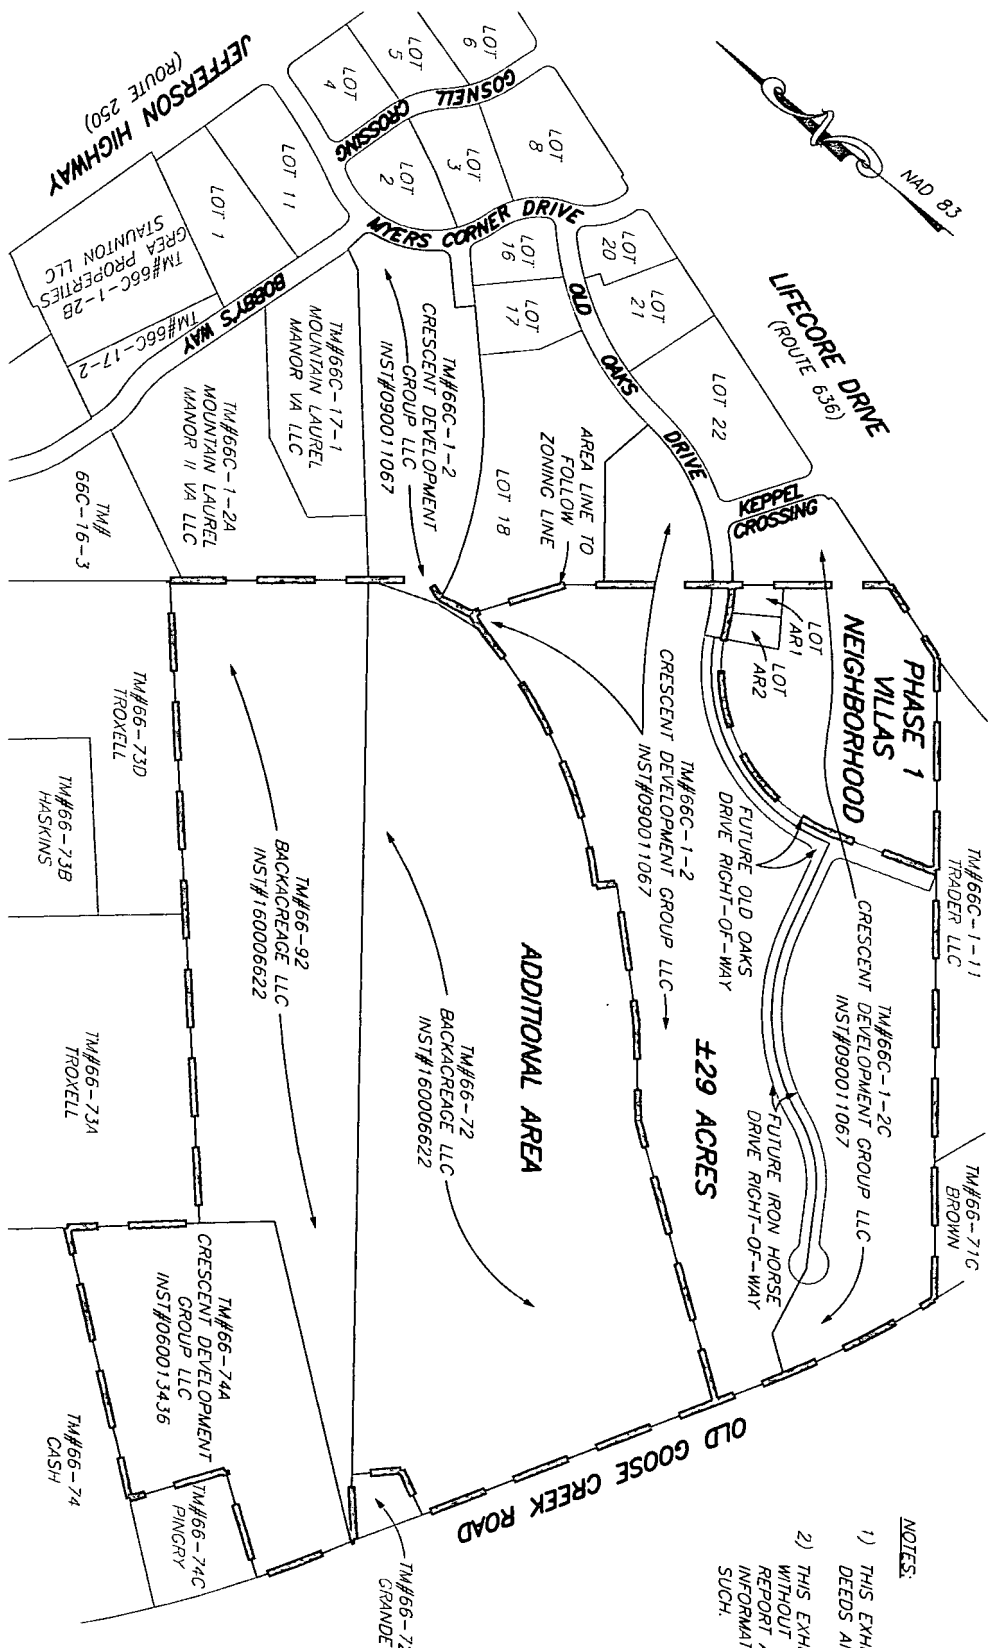 NAD 83
LIFECORE DRIVE
(ROUTE 636)
JEFFERSON HIGHWAY
(ROUTE 250)
LOT
6
LOT
5
LOT
4
GOSNELL
CROSSING
LOT
8
LOT
3
LOT
2
LOT 11
LOT 1
TM#66C-1-2B
GREA PROPERTIES
STAUNTON LLC
TM#66C-17-2
BOBBY'S WAY
MYERS CORNER DRIVE
LOT
16
LOT
17
LOT
20
LOT
21
LOT 22
OLD
OAKS
DRIVE
KEPPEL
CROSSING
TM#66C-1-2
CRESCENT DEVELOPMENT
GROUP LLC
INST#090011067
TM#66C-17-1
MOUNTAIN LAUREL
MANOR VA LLC
TM#66C-1-2A
MOUNTAIN LAUREL
MANOR II VA LLC
TM#
66C-16-3
LOT 18
AREA LINE TO
FOLLOW
ZONING LINE
LOT
AR1
LOT
AR2
PHASE 1
VILLAS
NEIGHBORHOOD
TM#66C-1-2
CRESCENT DEVELOPMENT GROUP LLC
INST#090011067
FUTURE OLD OAKS
DRIVE RIGHT-OF-WAY
TM#66C-1-11
TRADER LLC
TM#66C-1-2C
CRESCENT DEVELOPMENT GROUP LLC
INST#090011067
TM#66-71C
BROWN
FUTURE IRON HORSE
DRIVE RIGHT-OF-WAY
±29 ACRES
ADDITIONAL AREA
TM#66-72
BACKACREAGE LLC
INST#160006622
TM#66-92
BACKACREAGE LLC
INST#160006622
TM#66-73D
TROXELL
TM#66-73B
HASKINS
TM#66-73A
TROXELL
TM#66-74A
CRESCENT DEVELOPMENT
GROUP LLC
INST#060013436
TM#66-74
CASH
TM#66-74C
PINGRY
OLD GOOSE CREEK ROAD
GRANDE
NOTES:
1) THIS
DEEDS
2) THIS
WITHOUT
REPORT
SUCH.